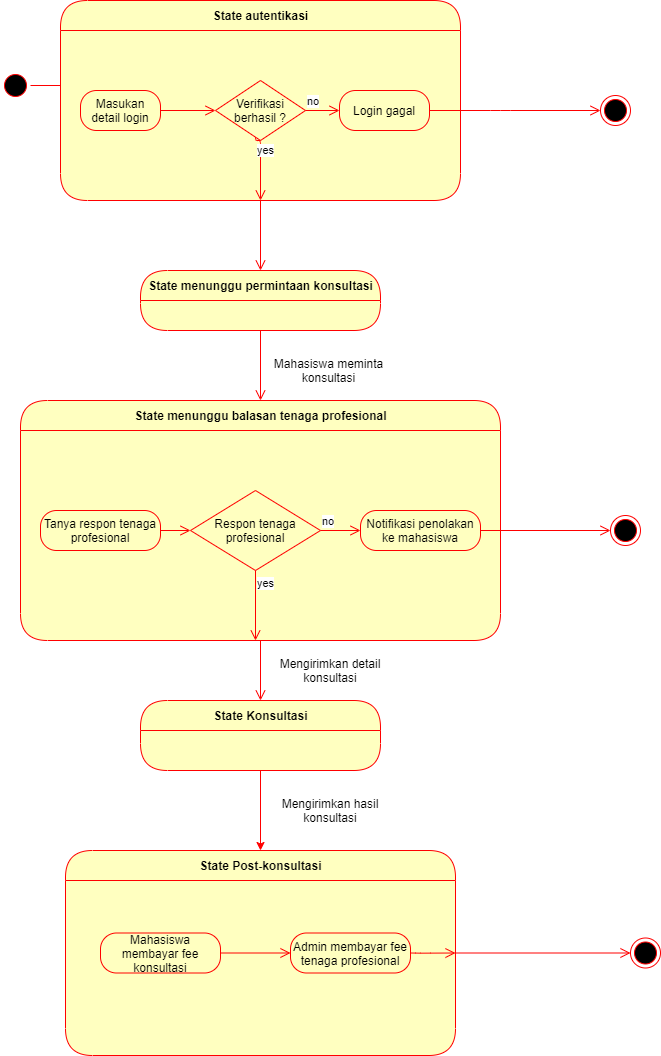 State autentikasi
Masukan
detail login
Verifikasi
berhasil ?
no
Login gagal
yes
State menunggu permintaan konsultasi
Mahasiswa meminta
konsultasi
State menunggu balasan tenaga profesional
Tanya respon tenaga
profesional
Respon tenaga
profesional
no
Notifikasi penolakan
ke mahasiswa
yes
Mengirimkan detail
konsultasi
State Konsultasi
Mengirimkan hasil
konsultasi
State Post-konsultasi
Mahasiswa
membayar fee
konsultasi
Admin membayar fee
tenaga profesional